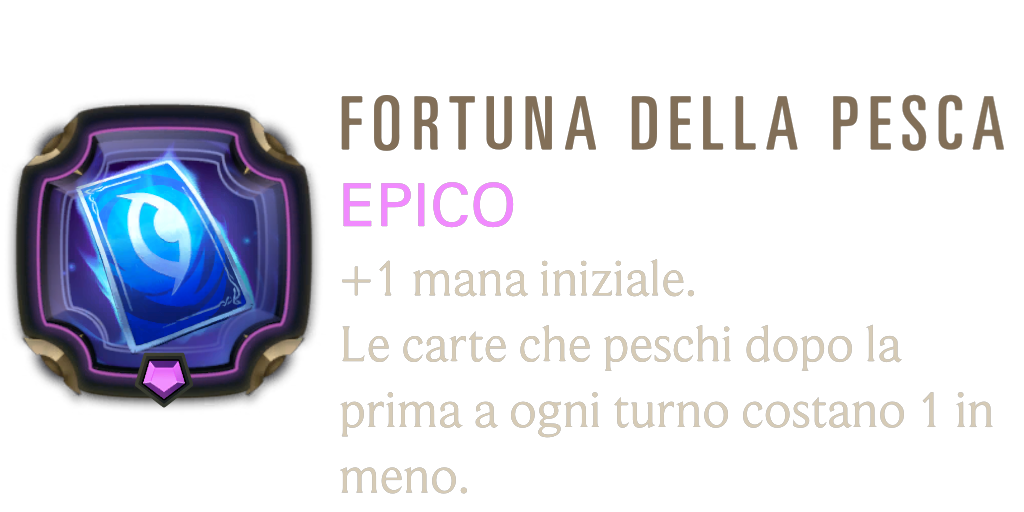 FORTUNA DELLA PESCA
EPICO
+1 mana iniziale.
Le carte che peschi dopo la
prima a ogni turno costano 1 in
meno.